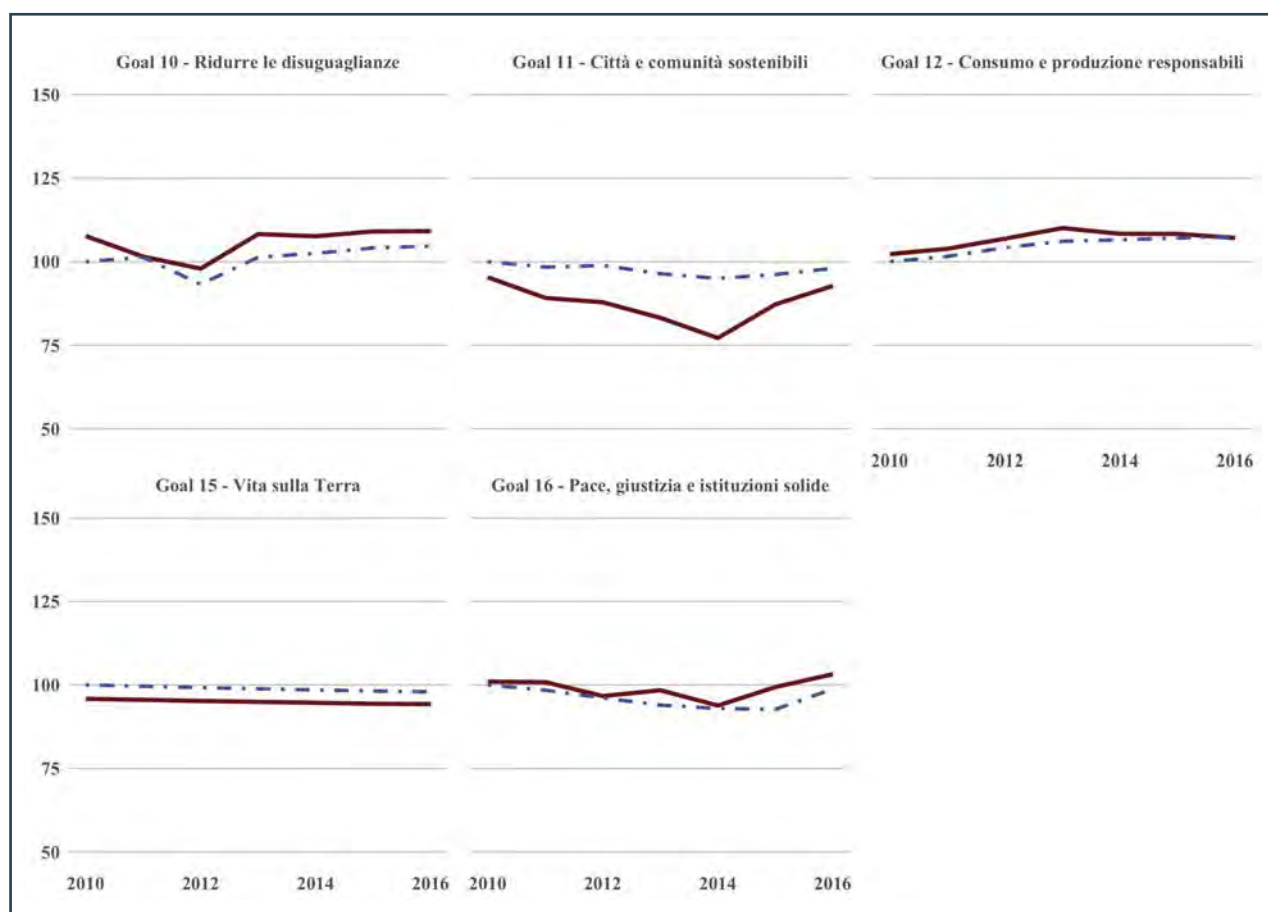 Goal 10 - Ridurre le disuguaglianze
Goal 11 - Città e comunità sostenibili
Goal 12 - Consumo e produzione responsabili
150
125
100
75
50
2010 2012 2014 2016
Goal 15 - Vita sulla Terra
Goal 16 - Pace, giustizia e istituzioni solide
150
125
100
75
50
2010 2012 2014 2016
2010 2012 2014 2016